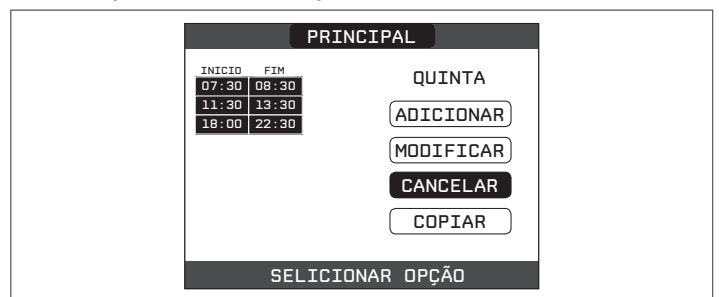 PRINCIPAL
INICIO FIM
07:30 08:30
11:30 13:30
18:00 22:30
QUINTA
ADICIONAR
MODIFICAR
CANCELAR
COPIAR
SELICIONAR OPÇÃO